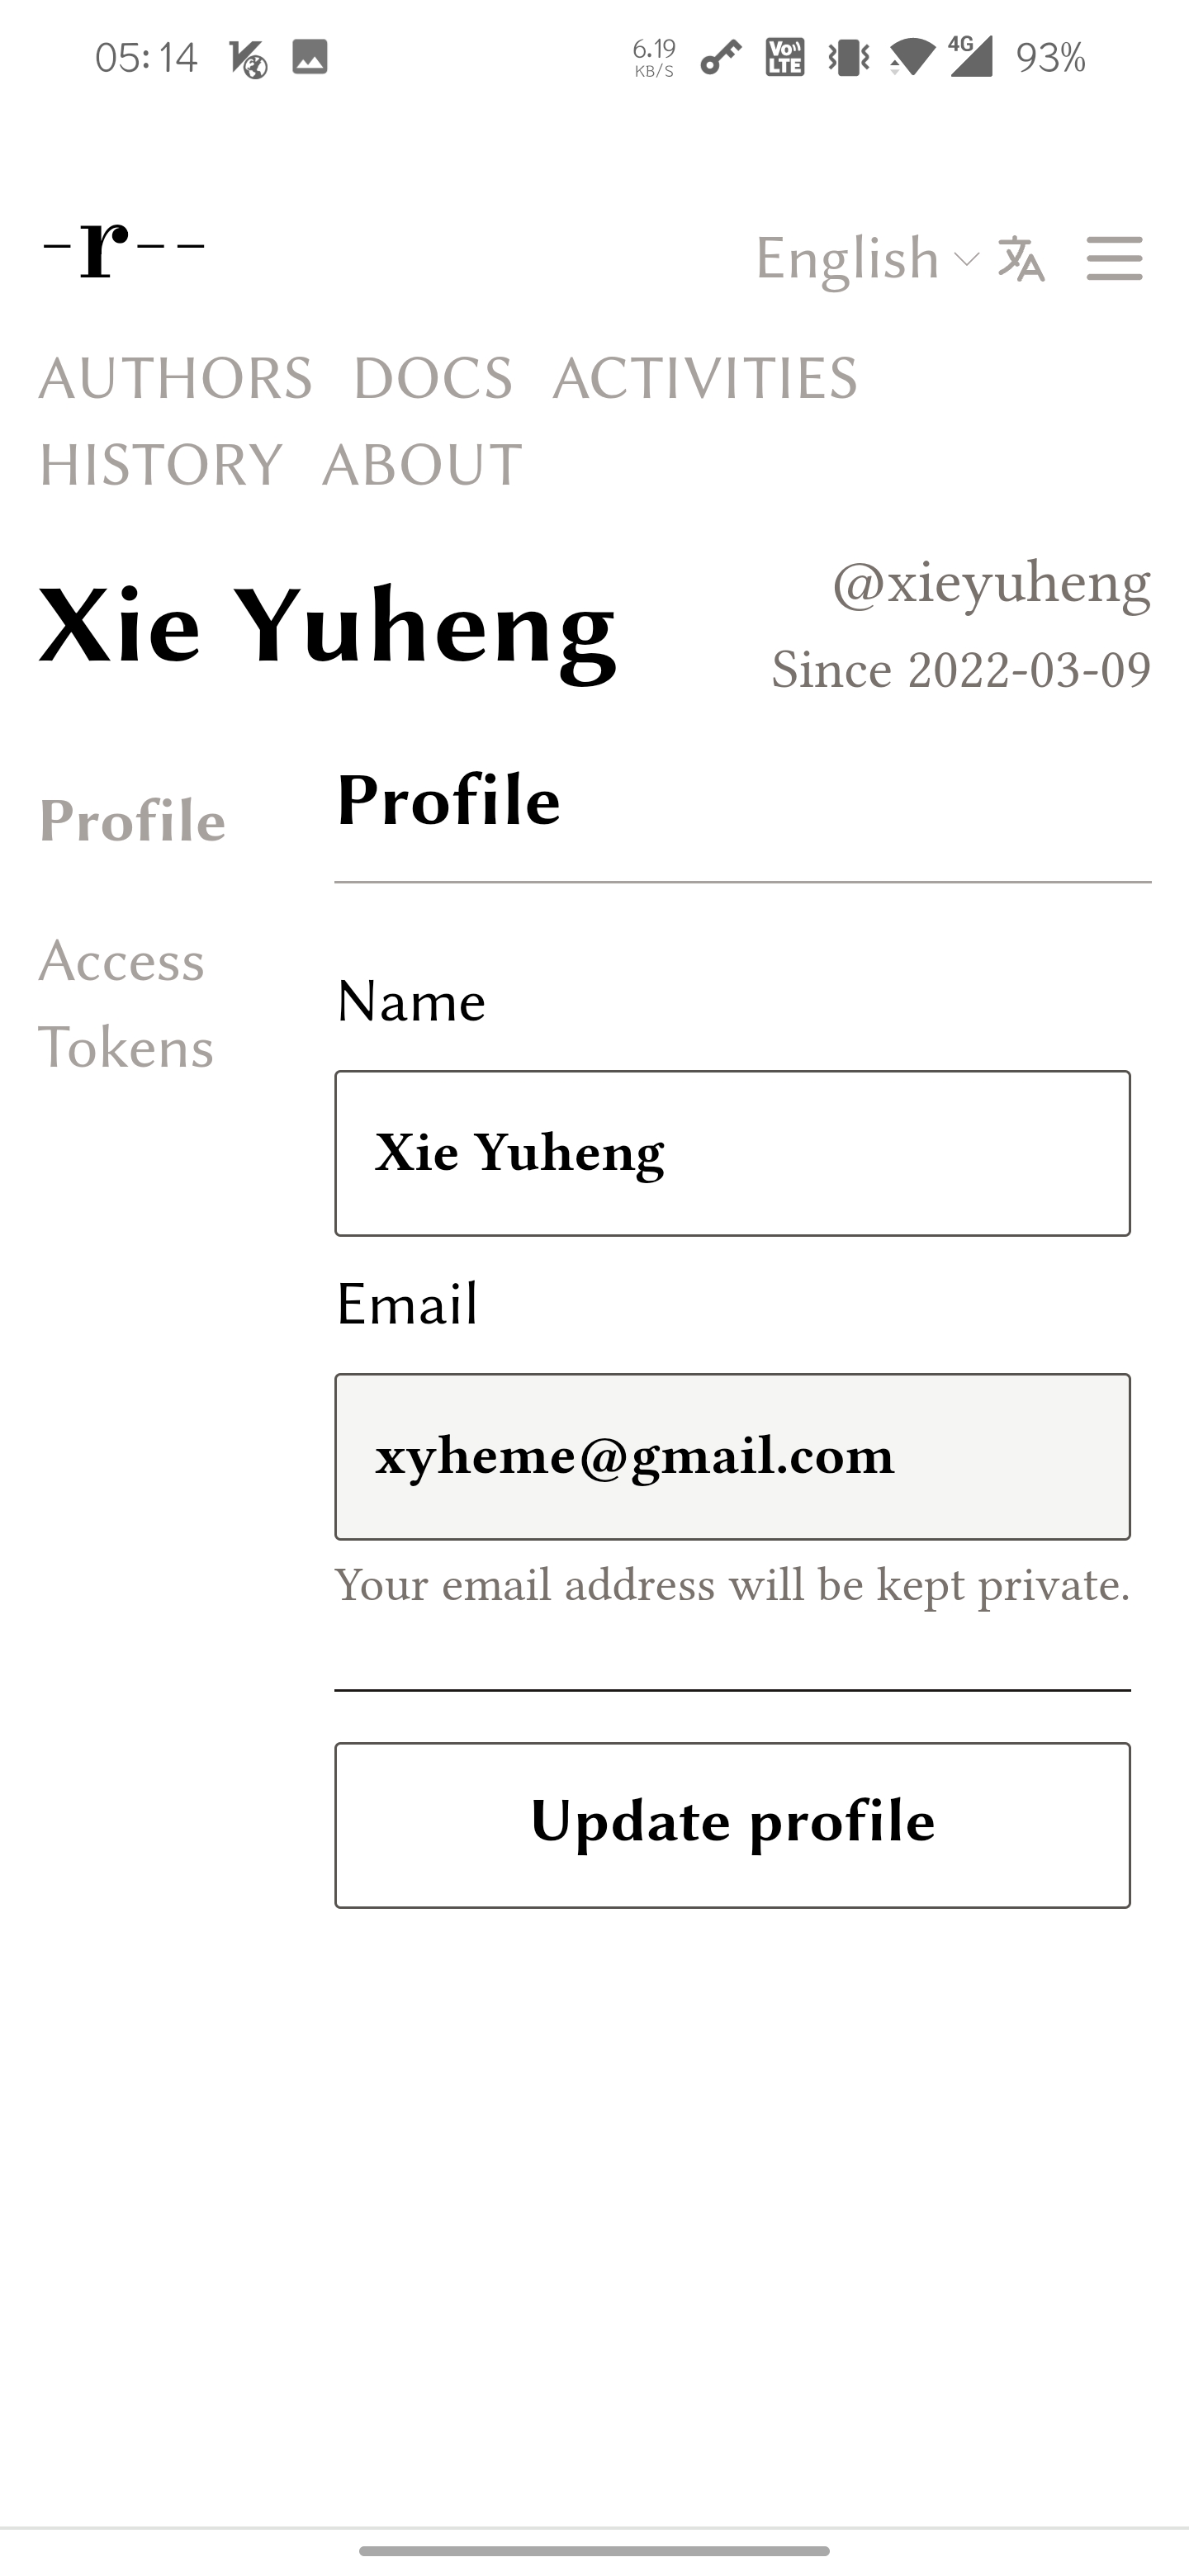 05:14 6.19 KB/S Vo LTE 4G 93%
-r--
English
AUTHORS DOCS ACTIVITIES
HISTORY ABOUT
Xie Yuheng
@xieyuheng
Since 2022-03-09
Profile
Access
Tokens
Profile
Name
Xie Yuheng
Email
xyheme@gmail.com
Your email address will be kept private.
Update profile